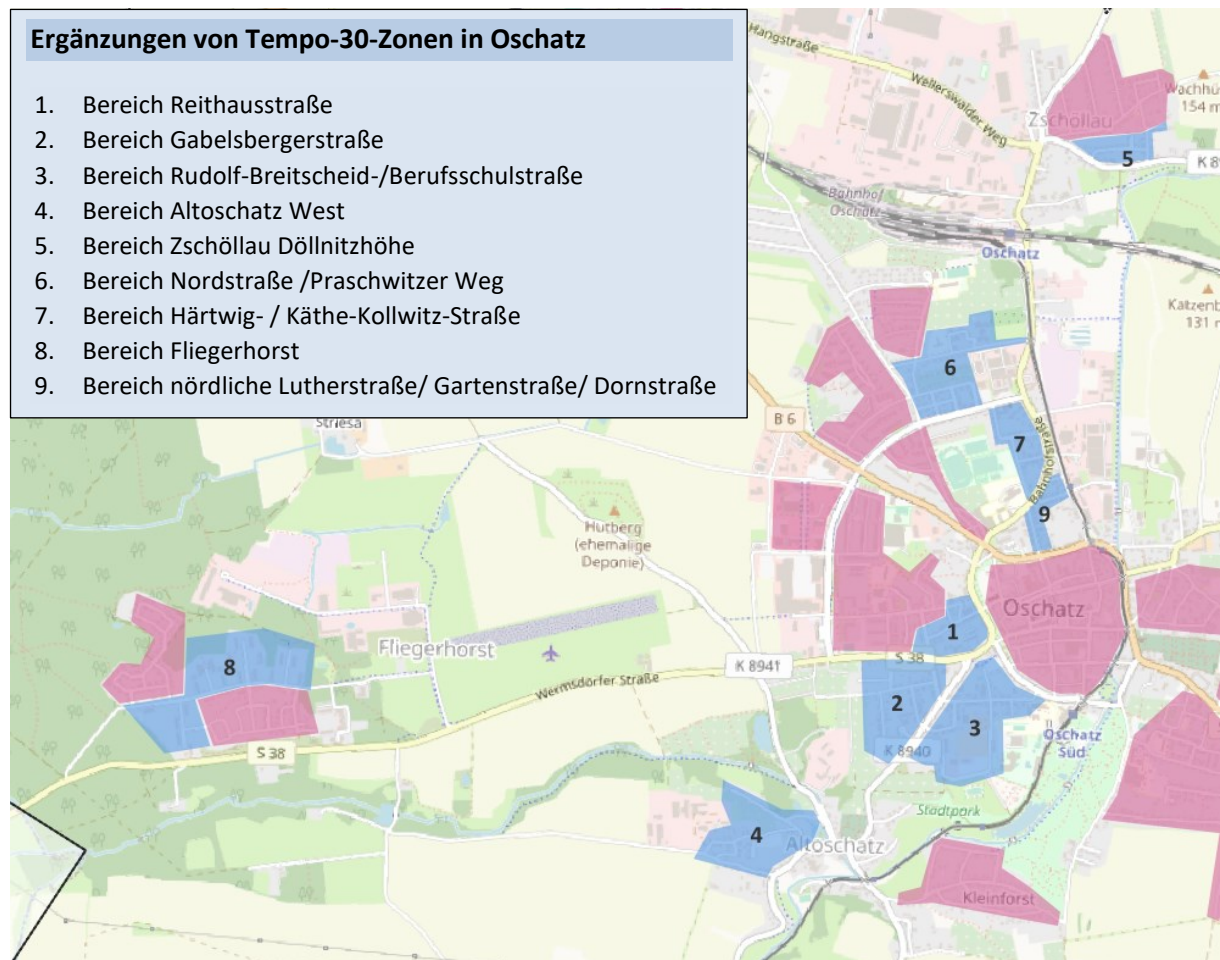 Ergänzungen von Tempo-30-Zonen in Oschatz
1. Bereich Reithausstraße
2. Bereich Gabelsbergerstraße
3. Bereich Rudolf-Breitscheid-/Berufsschulstraße
4. Bereich Altoschatz West
5. Bereich Zschöllau Döllnitzhöhe
6. Bereich Nordstraße /Praschwitzer Weg
7. Bereich Härtwig- / Käthe-Kollwitz-Straße
8. Bereich Fliegerhorst
9. Bereich nördliche Lutherstraße/ Gartenstraße/ Dornstraße
Mangstraße
Wellerswalder Weg
Zschöllau
Wachhü
154 m
5
K 89
Bahnhof
Oschatz
Oschatz
Katzenb
131 m
6
B 6
Striesa
7
Bahnhofstraße
9
Hutberg
(ehemalige
Deponie)
Oschatz
1
Fliegerhorst
K 8941
S 38
8
Wermsdorfer Straße
2
3
S 38
K 8940
Oschatz
Süd
Stadtpark
4
Altoschatz
Kleinforst